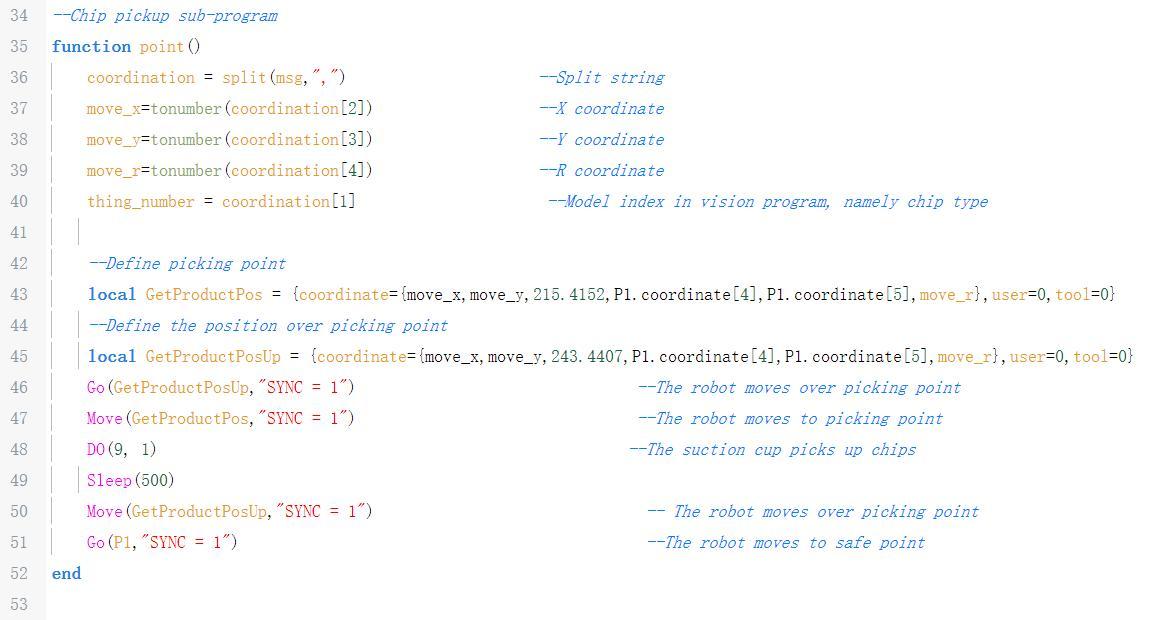 34 --Chip pickup sub-program
35 function point()
36 coordination = split(msg,",") --Split string
37 move_x=tonumber(coordination[2]) --X coordinate
38 move_y=tonumber(coordination[3]) --Y coordinate
39 move_r=tonumber(coordination[4]) --R coordinate
40 thing_number = coordination[1] --Model index in vision program, namely chip type
41
42 --Define picking point
43 local GetProductPos = {coordinate={move_x,move_y,215.4152,P1.coordinate[4],P1.coordinate[5],move_r},user=0,tool=0}
44 --Define the position over picking point
45 local GetProductPosUp = {coordinate={move_x,move_y,243.4407,P1.coordinate[4],P1.coordinate[5],move_r},user=0,tool=0}
46 Go(GetProductPosUp,"SYNC = 1") --The robot moves over picking point
47 Move(GetProductPos,"SYNC = 1") --The robot moves to picking point
48 DO(9, 1) --The suction cup picks up chips
49 Sleep(500)
50 Move(GetProductPosUp,"SYNC = 1") -- The robot moves over picking point
51 Go(P1,"SYNC = 1") --The robot moves to safe point
52 end
53